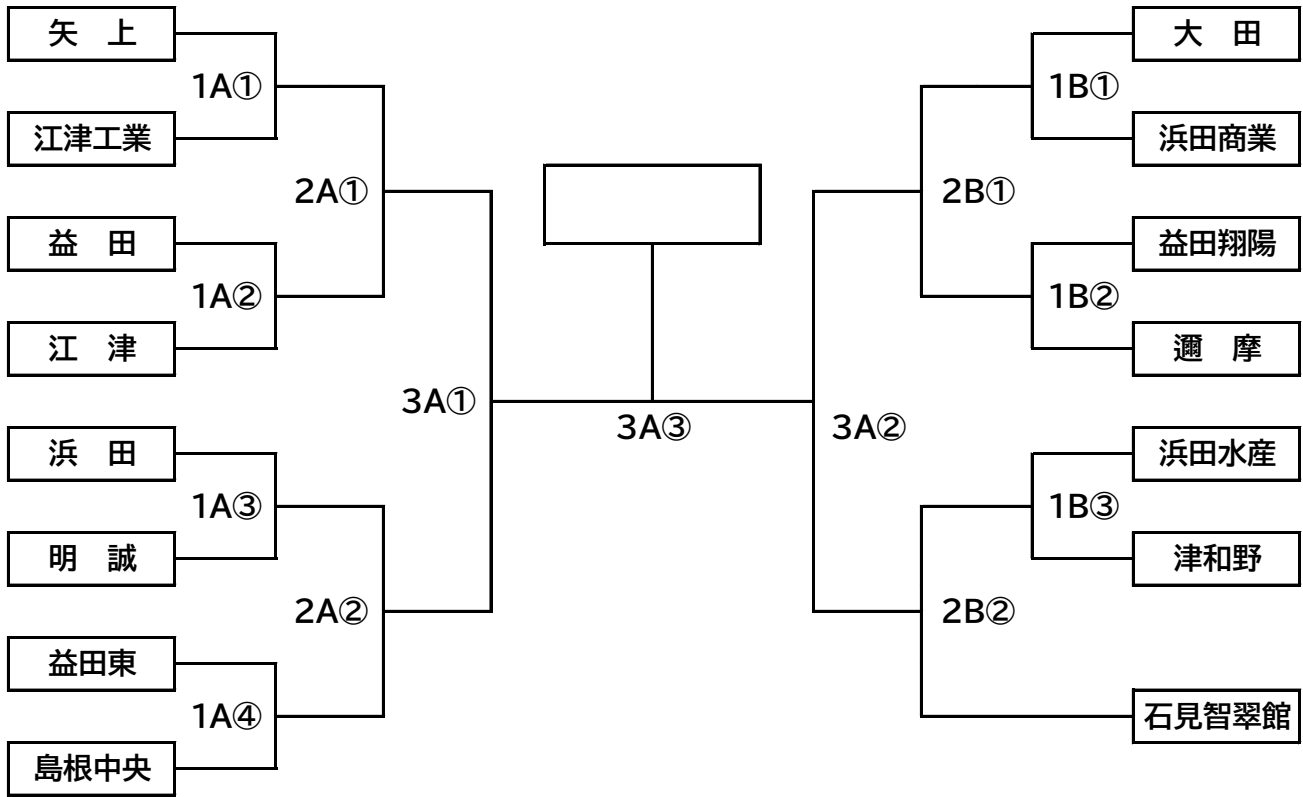 矢　上
1A①
江津工業
2A①
益　田
1A②
江　津
3A①
浜　田
1A③
明　誠
2A②
益田東
1A④
島根中央
3A③
大　田
1B①
浜田商業
2B①
益田翔陽
1B②
邇　摩
3A②
浜田水産
1B③
津和野
2B②
石見智翠館